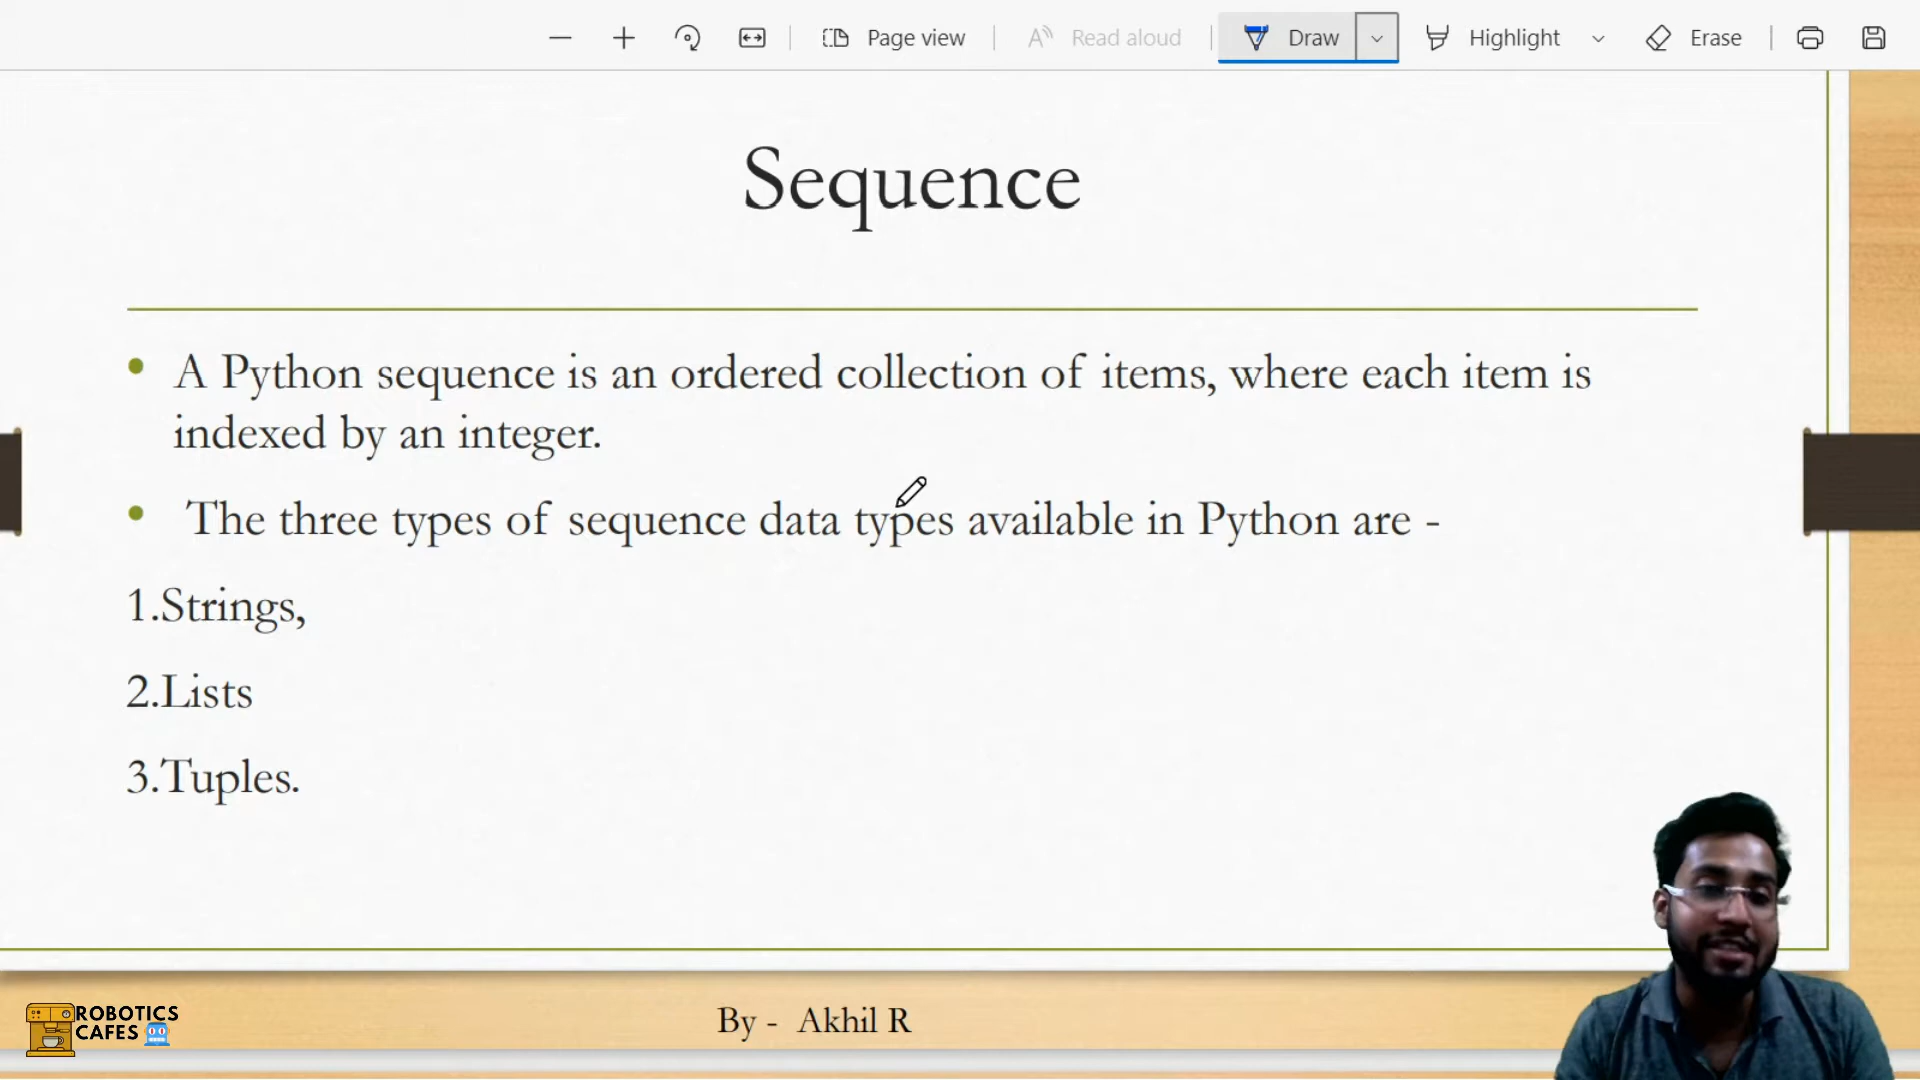 Page view
Read aloud
Draw
Highlight
Erase
Sequence
• A Python sequence is an ordered collection of items, where each item is
indexed by an integer.
• The three types of sequence data types available in Python are -
1.Strings,
2.Lists
3.Tuples.
ROBOTICS
CAFES
By - Akhil R